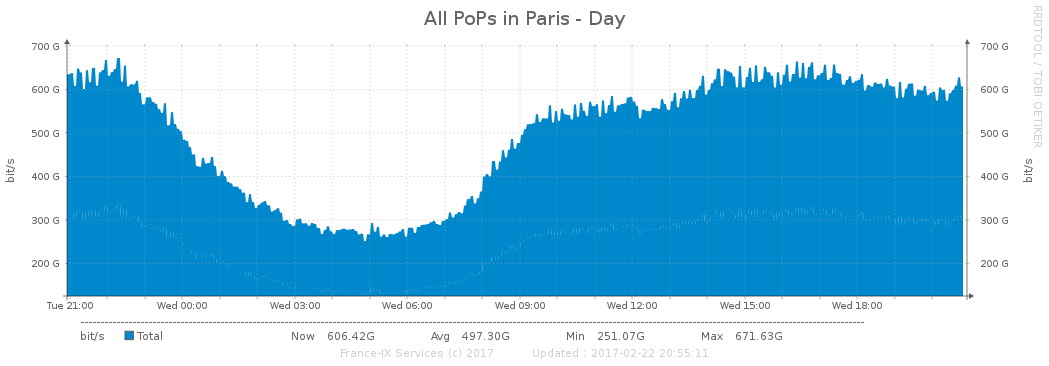 All PoPs in Paris - Day
RRDTOOL / TOBI OETIKER
bit/s
bit/s
700 G 700 G
600 G 600 G
500 G 500 G
400 G 400 G
300 G 300 G
200 G 200 G
Tue 21:00 Wed 00:00 Wed 03:00 Wed 06:00 Wed 09:00 Wed 12:00 Wed 15:00 Wed 18:00
bit/s Total Now 606.42G Avg 497.30G Min 251.07G Max 671.63G
France-IX Services (c) 2017 Updated : 2017-02-22 20:55:11